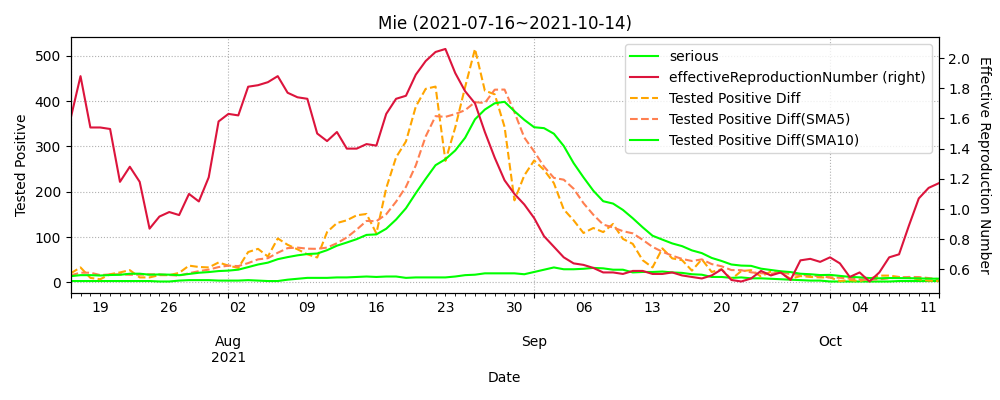 Mie (2021-07-16~2021-10-14)
500
400
300
200
100
0
Tested Positive
serious
effectiveReproductionNumber (right)
Tested Positive Diff
Tested Positive Diff(SMA5)
Tested Positive Diff(SMA10)
2.0
1.8
1.6
1.4
1.2
1.0
0.8
0.6
Effective Reproduction Number
19 26 02 09 16 23 30 06 13 20 27 04 11
Aug Sep Oct
2021
Date